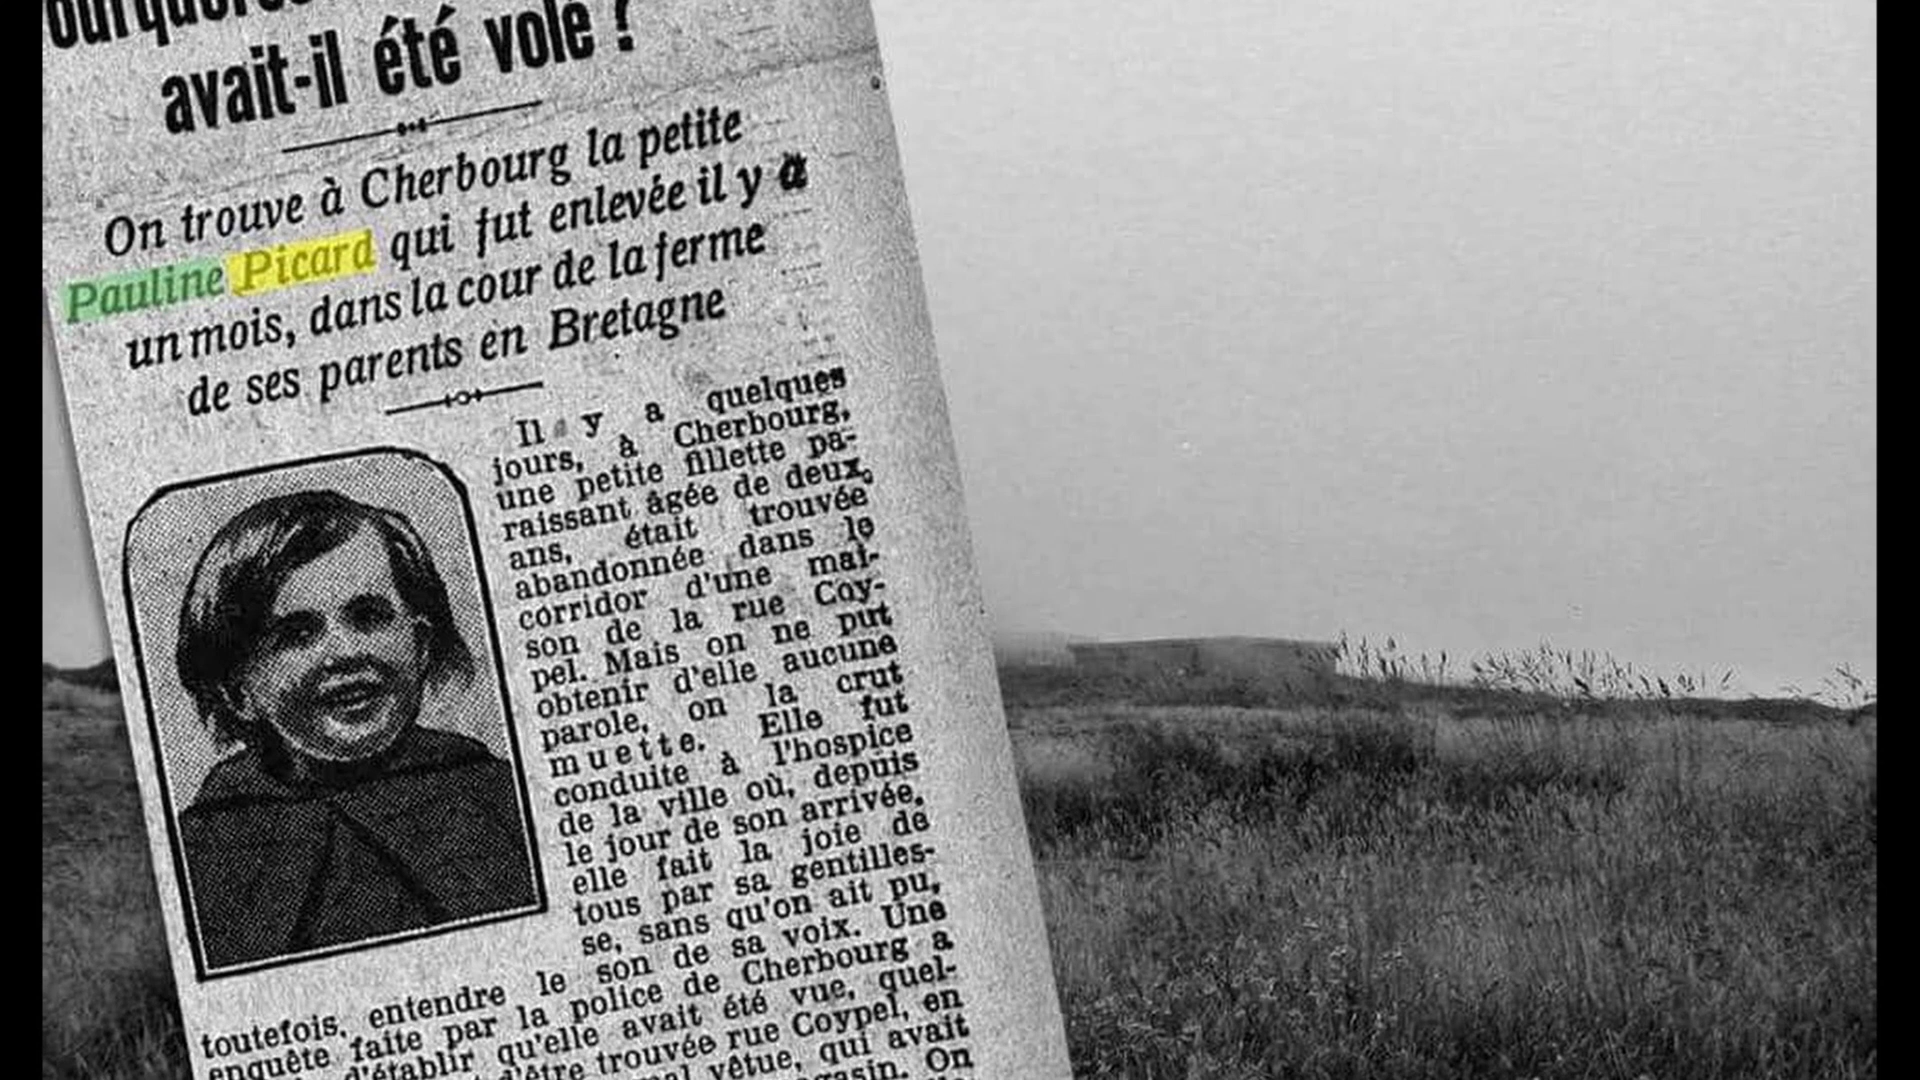 avait-il été volé ?
On trouve à Cherbourg la petite
Pauline Picard qui fut enlevée il y a
un mois, dans la cour de la ferme
de ses parents en Bretagne
Il y a quelques
jours, à Cherbourg,
une petite fillette pa-
raissant âgée de deux
ans, était trouvée
abandonnée dans le
corridor d'une mai-
son de la rue Coy-
pel. Mais on ne put
obtenir d'elle aucune
parole, on la crut
muette. Elle fut
conduite à l'hospice
de la ville où, depuis
le jour de son arrivée,
elle fait la joie de
tous par sa gentilles-
se, sans qu'on ait pu,
toutefois, entendre le son de sa voix. Une
enquête faite par la police de Cherbourg a
d'établir qu'elle avait été vue, quel-
d'être trouvée rue Coypel, en
vêtue, qui avait
On